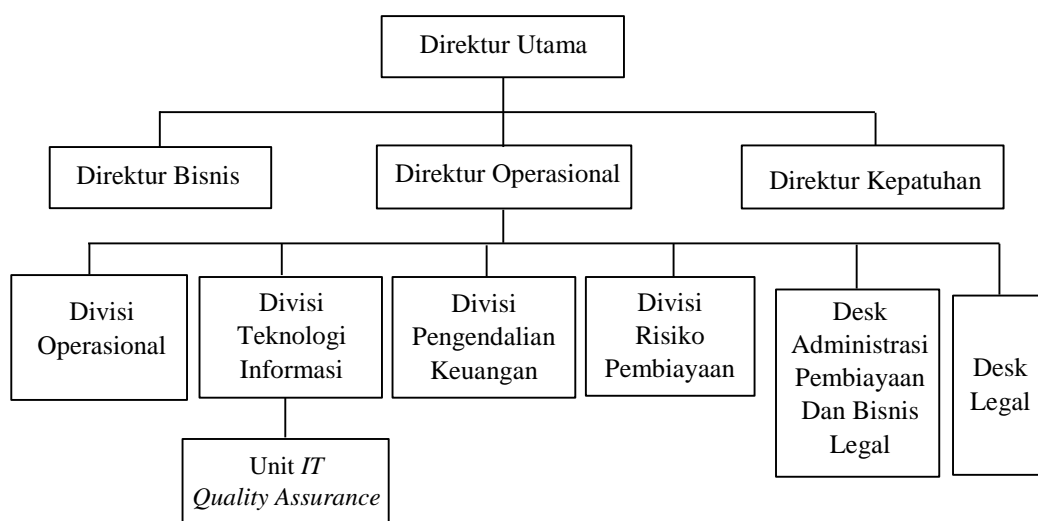 Direktur Utama
Direktur Bisnis
Direktur Operasional
Direktur Kepatuhan
Divisi
Operasional
Divisi
Teknologi
Informasi
Divisi
Pengendalian
Keuangan
Divisi
Risiko
Pembiayaan
Desk
Administrasi
Pembiayaan
Dan Bisnis
Legal
Desk
Legal
Unit IT
Quality Assurance